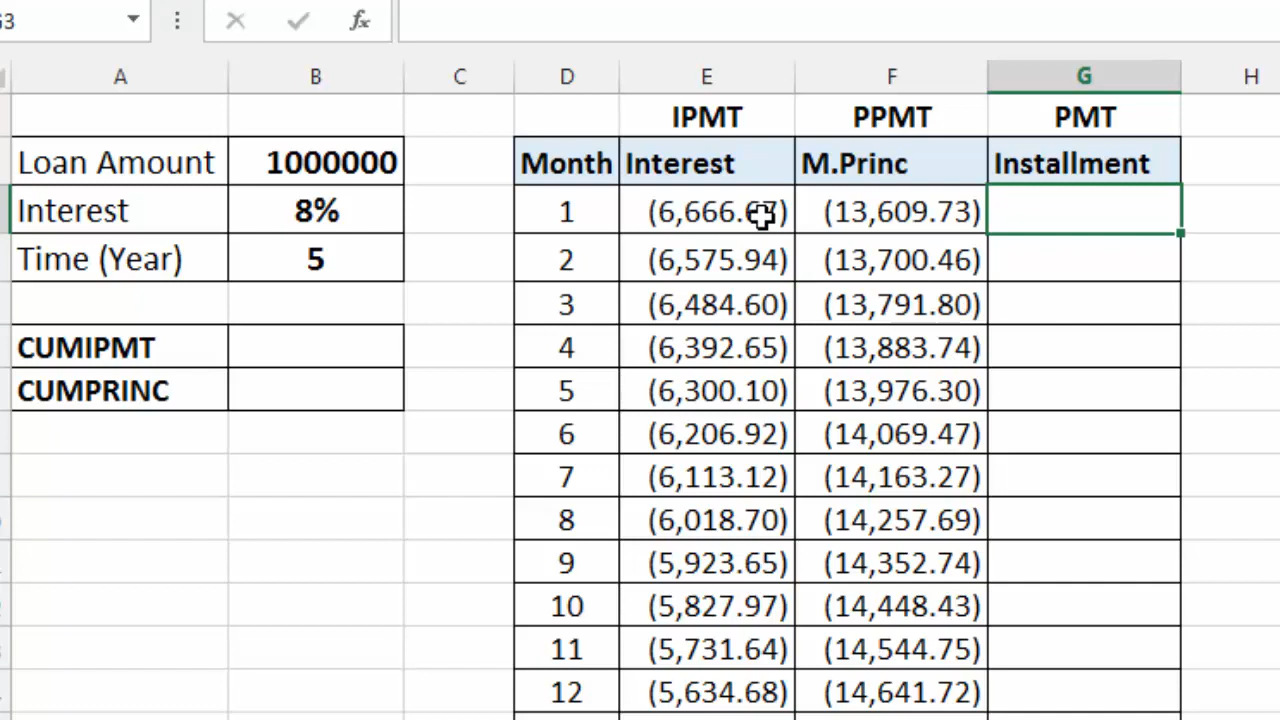 G3 fx
A B C D E F G H
IPMT PPMT PMT
Loan Amount 1000000 Month Interest M.Princ Installment
Interest 8% 1 (6,666.67) (13,609.73)
Time (Year) 5 2 (6,575.94) (13,700.46)
3 (6,484.60) (13,791.80)
CUMIPMT 4 (6,392.65) (13,883.74)
CUMPRINC 5 (6,300.10) (13,976.30)
6 (6,206.92) (14,069.47)
7 (6,113.12) (14,163.27)
8 (6,018.70) (14,257.69)
9 (5,923.65) (14,352.74)
10 (5,827.97) (14,448.43)
11 (5,731.64) (14,544.75)
12 (5,634.68) (14,641.72)